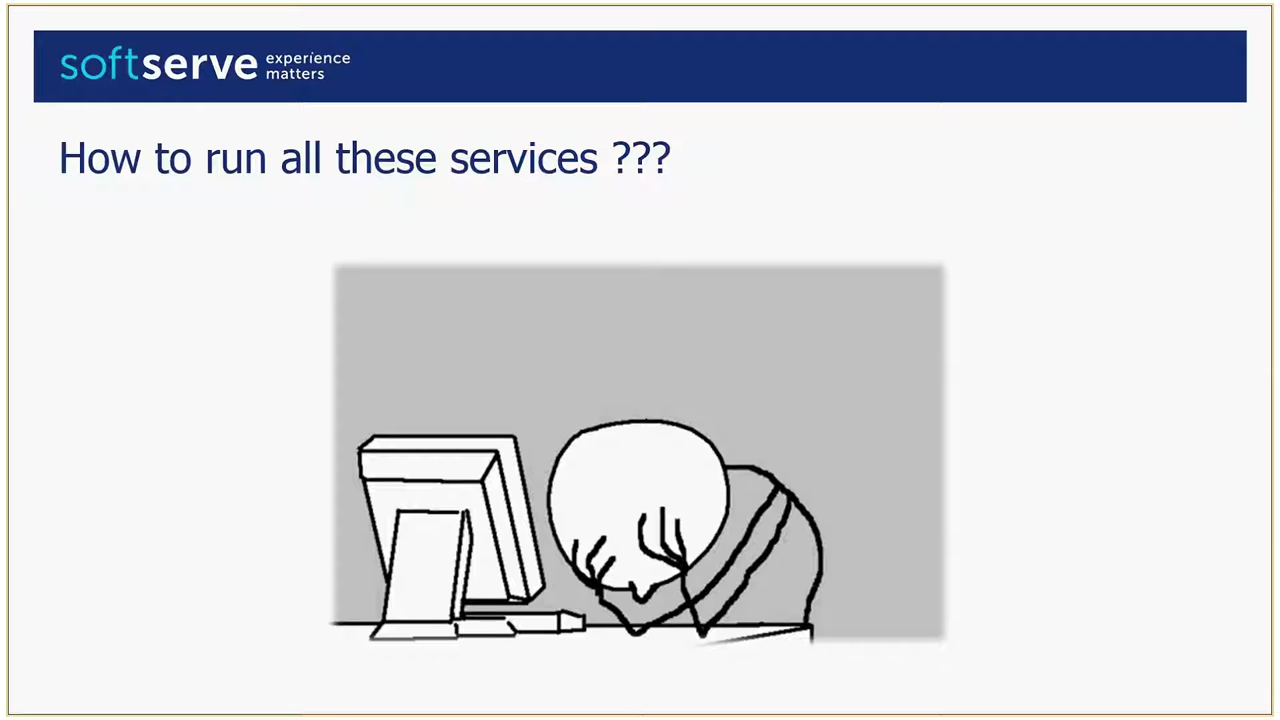 softserve experience
matters
How to run all these services ???